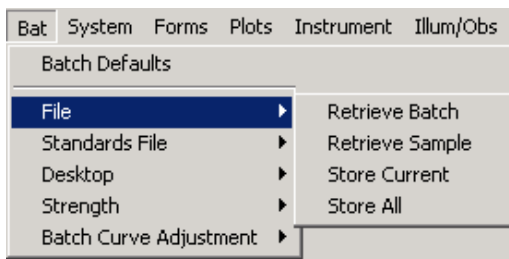 Bat System Forms Plots Instrument Illum/Obs
Batch Defaults
File
Standards File
Desktop
Strength
Batch Curve Adjustment
Retrieve Batch
Retrieve Sample
Store Current
Store All